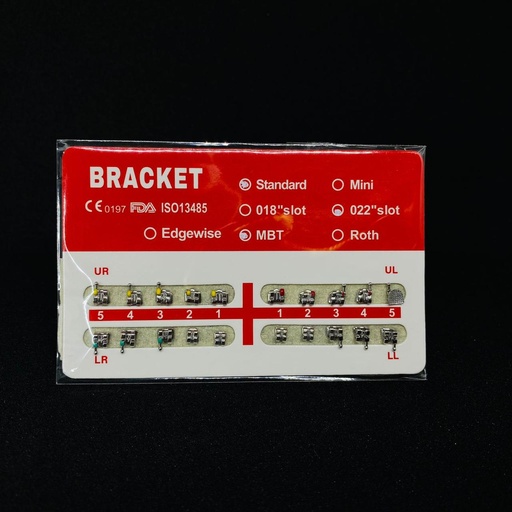 BRACKET
Standard
Mini
CE 0197 FDA ISO13485
018"slot
022"slot
Edgewise
MBT
Roth
UR
UL
5 4 3 2 1 1 2 3 4 5
LR
LL